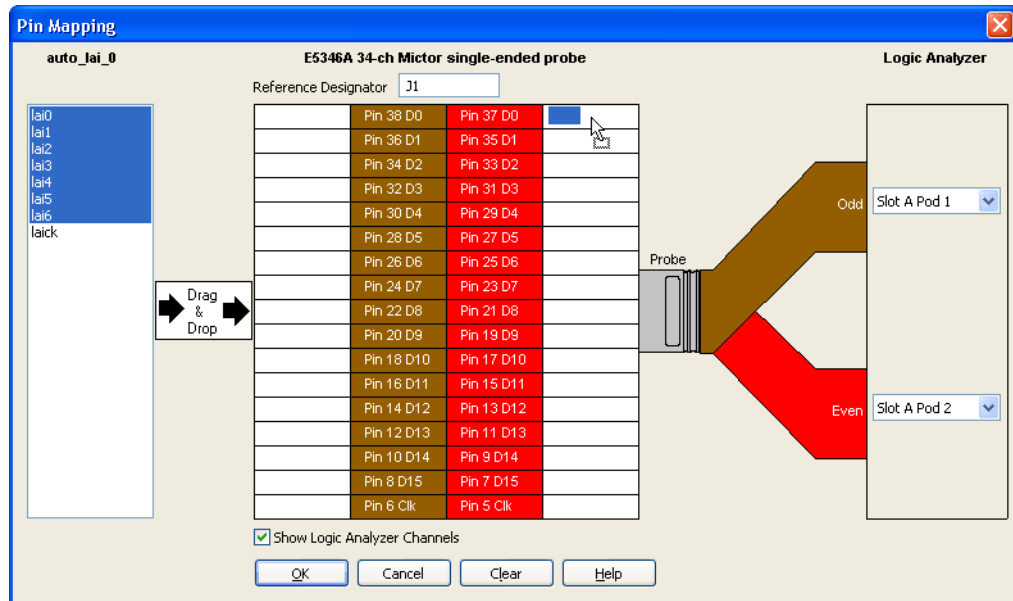 Pin Mapping
auto_lai_0
E5346A 34-ch Mictor single-ended probe
Logic Analyzer
Reference Designator J1
lai0
lai1
lai2
lai3
lai4
lai5
lai6
laick
Drag
&
Drop
Pin 38 D0 Pin 37 D0
Pin 36 D1 Pin 35 D1
Pin 34 D2 Pin 33 D2
Pin 32 D3 Pin 31 D3
Pin 30 D4 Pin 29 D4
Pin 28 D5 Pin 27 D5
Pin 26 D6 Pin 25 D6
Pin 24 D7 Pin 23 D7
Pin 22 D8 Pin 21 D8
Pin 20 D9 Pin 19 D9
Pin 18 D10 Pin 17 D10
Pin 16 D11 Pin 15 D11
Pin 14 D12 Pin 13 D12
Pin 12 D13 Pin 11 D13
Pin 10 D14 Pin 9 D14
Pin 8 D15 Pin 7 D15
Pin 6 Clk Pin 5 Clk
Probe
Odd Slot A Pod 1
Even Slot A Pod 2
Show Logic Analyzer Channels
OK Cancel Clear Help